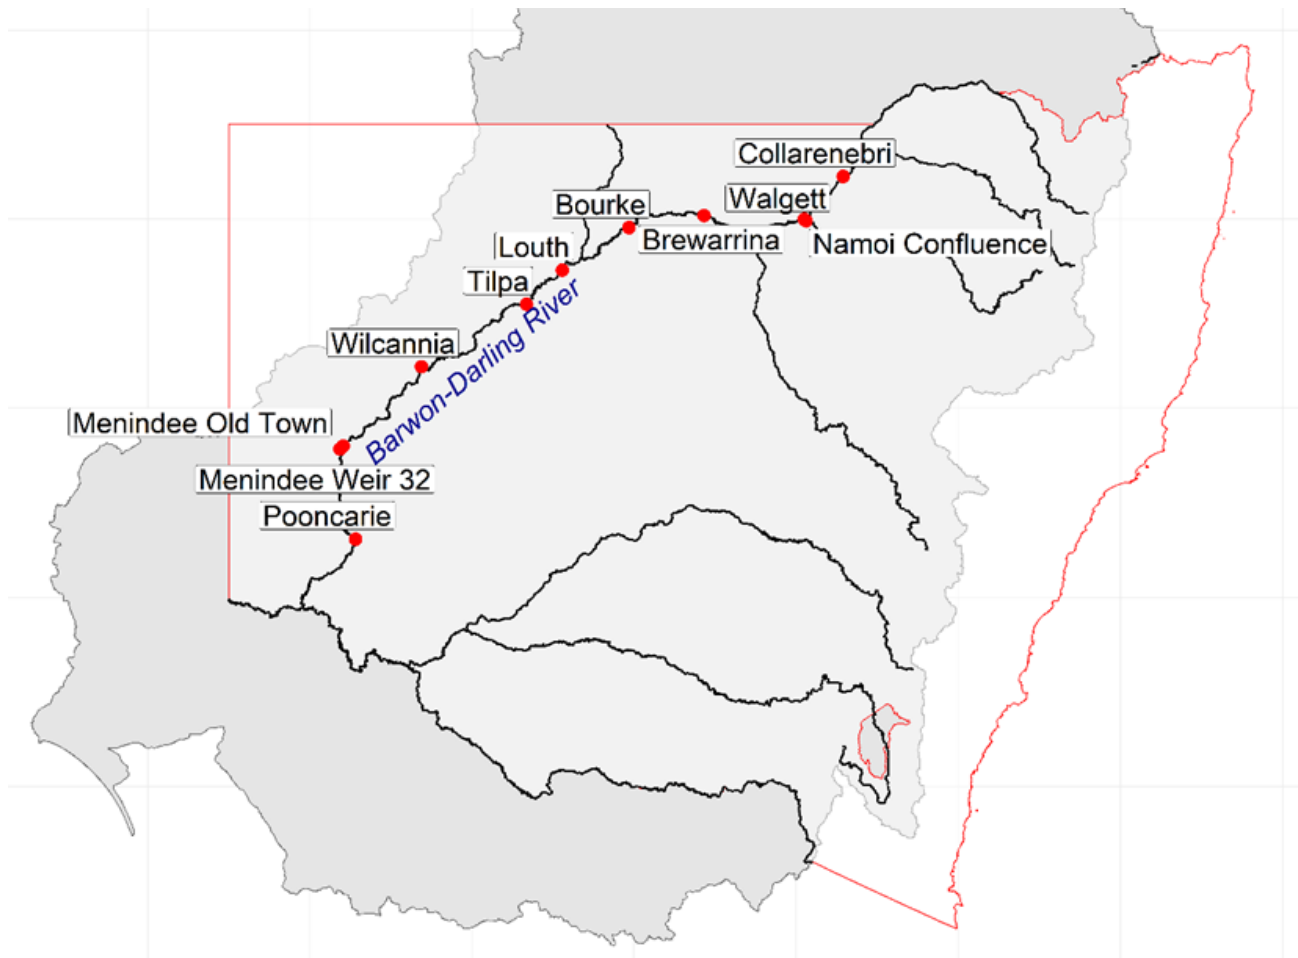 Collarenebri
Walgett
Bourke
Brewarrina
Namoi Confluence
Louth
Tilpa
Barwon-Darling River
Wilcannia
Menindee Old Town
Menindee Weir 32
Pooncarie